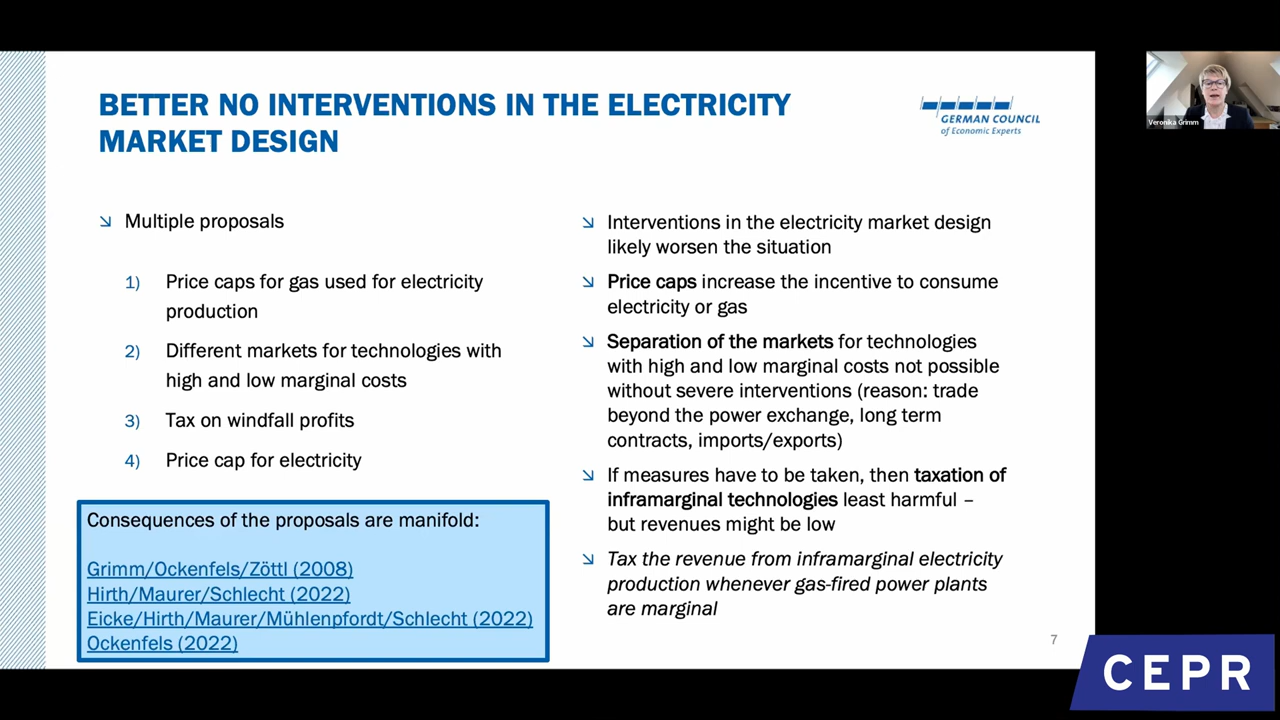 BETTER NO INTERVENTIONS IN THE ELECTRICITY
MARKET DESIGN
GERMAN COUNCIL
of Economic Experts
Veronika Grimm
Multiple proposals
1) Price caps for gas used for electricity
production
2) Different markets for technologies with
high and low marginal costs
3) Tax on windfall profits
4) Price cap for electricity
Consequences of the proposals are manifold:
Grimm/Ockenfels/Zöttl (2008)
Hirth/Maurer/Schlecht (2022)
Eicke/Hirth/Maurer/Mühlenpfordt/Schlecht (2022)
Ockenfels (2022)
Interventions in the electricity market design
likely worsen the situation
Price caps increase the incentive to consume
electricity or gas
Separation of the markets for technologies
with high and low marginal costs not possible
without severe interventions (reason: trade
beyond the power exchange, long term
contracts, imports/exports)
If measures have to be taken, then taxation of
inframarginal technologies least harmful –
but revenues might be low
Tax the revenue from inframarginal electricity
production whenever gas-fired power plants
are marginal
7
CEPR